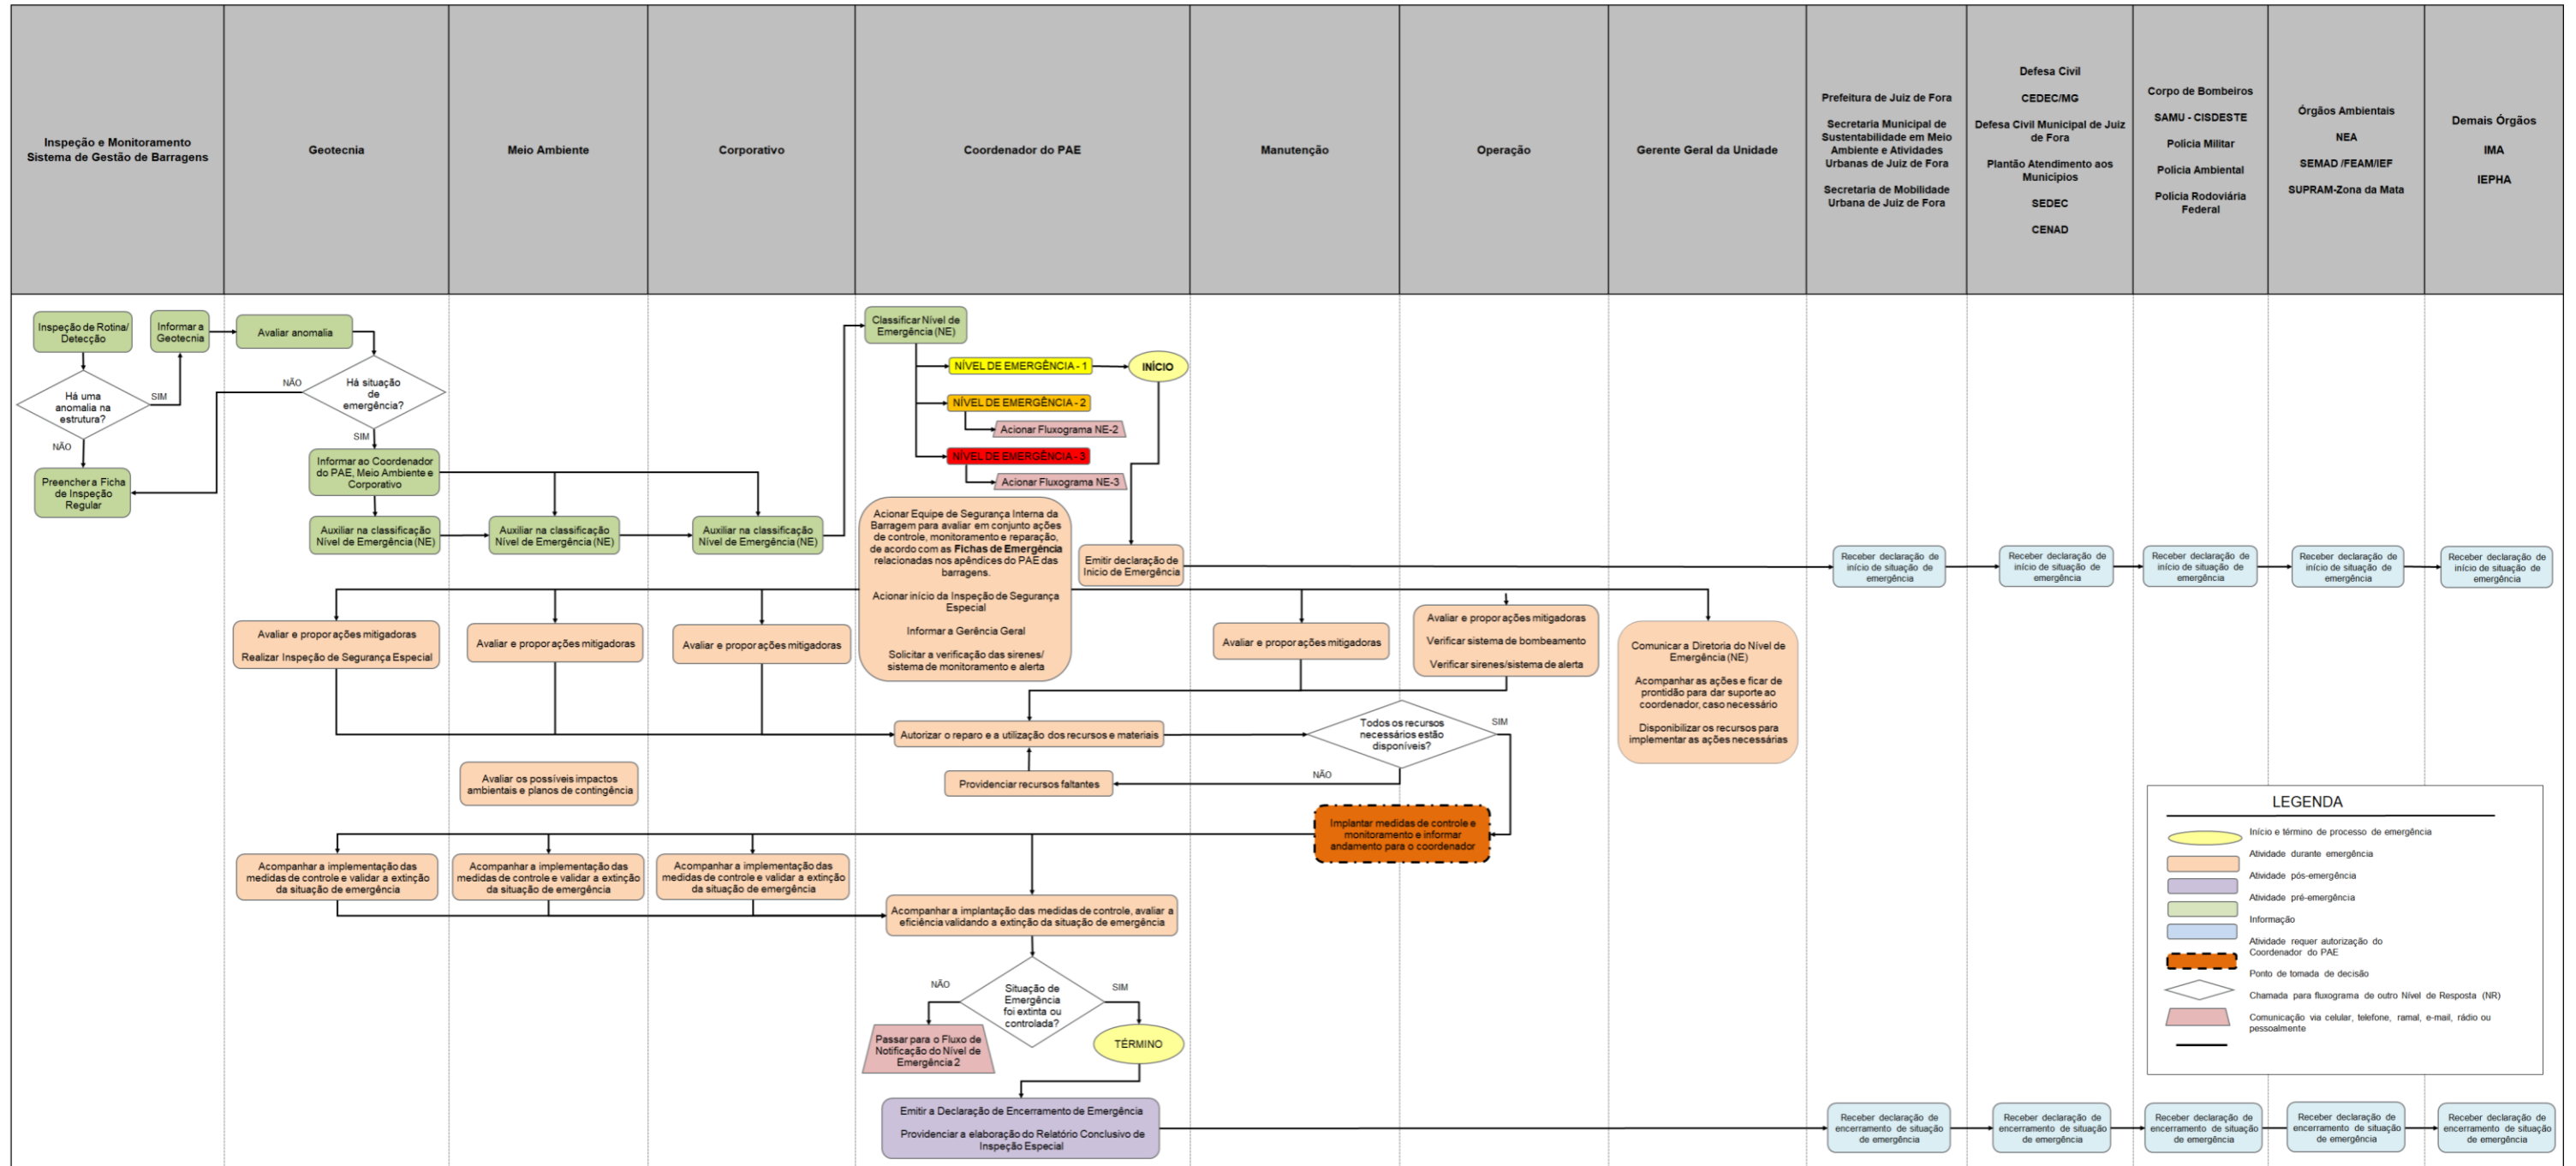 Inspeção e Monitoramento
Sistema de Gestão de Barragens
Geotecnia
Meio Ambiente
Corporativo
Coordenador do PAE
Manutenção
Operação
Gerente Geral da Unidade
Prefeitura de Juiz de Fora
Secretaria Municipal de
Sustentabilidade em Meio
Ambiente e Atividades
Urbanas de Juiz de Fora
Secretaria de Mobilidade
Urbana de Juiz de Fora
Defesa Civil
CEDEC/MG
Defesa Civil Municipal de Juiz
de Fora
Plantão Atendimento aos
Municipios
SEDEC
CENAD
Corpo de Bombeiros
SAMU - CISDESTE
Polícia Militar
Polícia Ambiental
Polícia Rodoviária
Federal
Órgãos Ambientais
NEA
SEMAD /FEAM/IEF
SUPRAM-Zona da Mata
Demais Órgãos
IMA
IEPHA
Inspeção de Rotina/
Detecção
Informar a
Geotecnia
Há uma
anomalia na
estrutura?
SIM
NÃO
Preencher a Ficha
de Inspeção
Regular
Avaliar anomalia
Há situação
de
emergência?
NÃO
SIM
Informar ao Coordenador
do PAE, Meio Ambiente e
Corporativo
Auxiliar na classificação
Nível de Emergência (NE)
Auxiliar na classificação
Nível de Emergência (NE)
Auxiliar na classificação
Nível de Emergência (NE)
Classificar Nível de
Emergência (NE)
NÍVEL DE EMERGÊNCIA - 1
INÍCIO
NÍVEL DE EMERGÊNCIA - 2
Acionar Fluxograma NE-2
NÍVEL DE EMERGÊNCIA - 3
Acionar Fluxograma NE-3
Acionar Equipe de Segurança Interna da
Barragem para avaliar em conjunto ações
de controle, monitoramento e reparação,
de acordo com as Fichas de Emergência
relacionadas nos apêndices do PAE das
barragens.
Acionar início da Inspeção de Segurança
Especial
Informar a Gerência Geral
Solicitar a verificação das sirenes/
sistema de monitoramento e alerta
Emitir declaração de
Inicio de Emergência
Receber declaração de
início de situação de
emergência
Receber declaração de
início de situação de
emergência
Receber declaração de
início de situação de
emergência
Receber declaração de
início de situação de
emergência
Receber declaração de
início de situação de
emergência
Avaliar e propor ações mitigadoras
Realizar Inspeção de Segurança Especial
Avaliar e propor ações mitigadoras
Avaliar e propor ações mitigadoras
Avaliar e propor ações mitigadoras
Avaliar e propor ações mitigadoras
Verificar sistema de bombeamento
Verificar sirenes/sistema de alerta
Comunicar a Diretoria do Nível de
Emergência (NE)
Acompanhar as ações e ficar de
prontidão para dar suporte ao
coordenador, caso necessário
Disponibilizar os recursos para
implementar as ações necessárias
Autorizar o reparo e a utilização dos recursos e materiais
Todos os recursos
necessários estão
disponíveis?
SIM
NÃO
Providenciar recursos faltantes
Avaliar os possíveis impactos
ambientais e planos de contingência
Implantar medidas de controle e
monitoramento e informar
andamento para o coordenador
Acompanhar a implementação das
medidas de controle e validar a extinção
da situação de emergência
Acompanhar a implementação das
medidas de controle e validar a extinção
da situação de emergência
Acompanhar a implementação das
medidas de controle e validar a extinção
da situação de emergência
Acompanhar a implantação das medidas de controle, avaliar a
eficiência validando a extinção da situação de emergência
Situação de
Emergência
foi extinta ou
controlada?
NÃO
SIM
Passar para o Fluxo de
Notificação do Nível de
Emergência 2
TÉRMINO
Emitir a Declaração de Encerramento de Emergência
Providenciar a elaboração do Relatório Conclusivo de
Inspeção Especial
Receber declaração de
encerramento de situação
de emergência
Receber declaração de
encerramento de situação
de emergência
Receber declaração de
encerramento de situação
de emergência
Receber declaração de
encerramento de situação
de emergência
Receber declaração de
encerramento de situação
de emergência
LEGENDA
Início e término de processo de emergência
Atividade durante emergência
Atividade pós-emergência
Atividade pré-emergência
Informação
Atividade requer autorização do
Coordenador do PAE
Ponto de tomada de decisão
Chamada para fluxograma de outro Nível de Resposta (NR)
Comunicação via celular, telefone, ramal, e-mail, rádio ou
pessoalmente